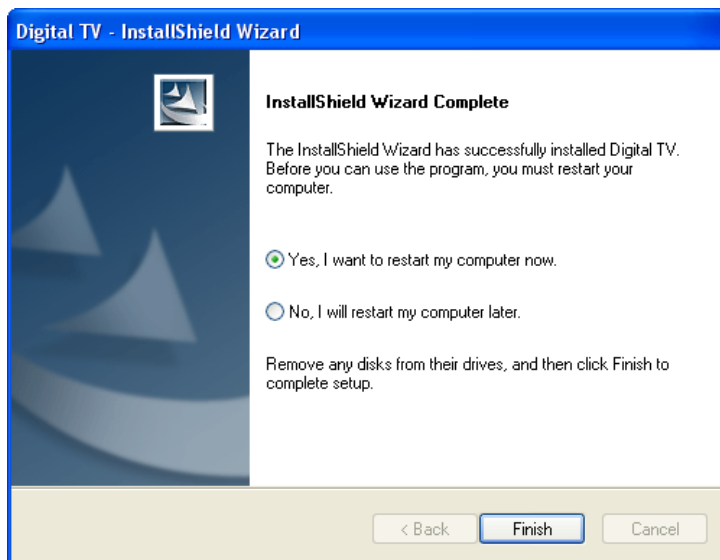 Digital TV - InstallShield Wizard
InstallShield Wizard Complete
The InstallShield Wizard has successfully installed Digital TV.
Before you can use the program, you must restart your
computer.
Yes, I want to restart my computer now.
No, I will restart my computer later.
Remove any disks from their drives, and then click Finish to
complete setup.
< Back Finish Cancel